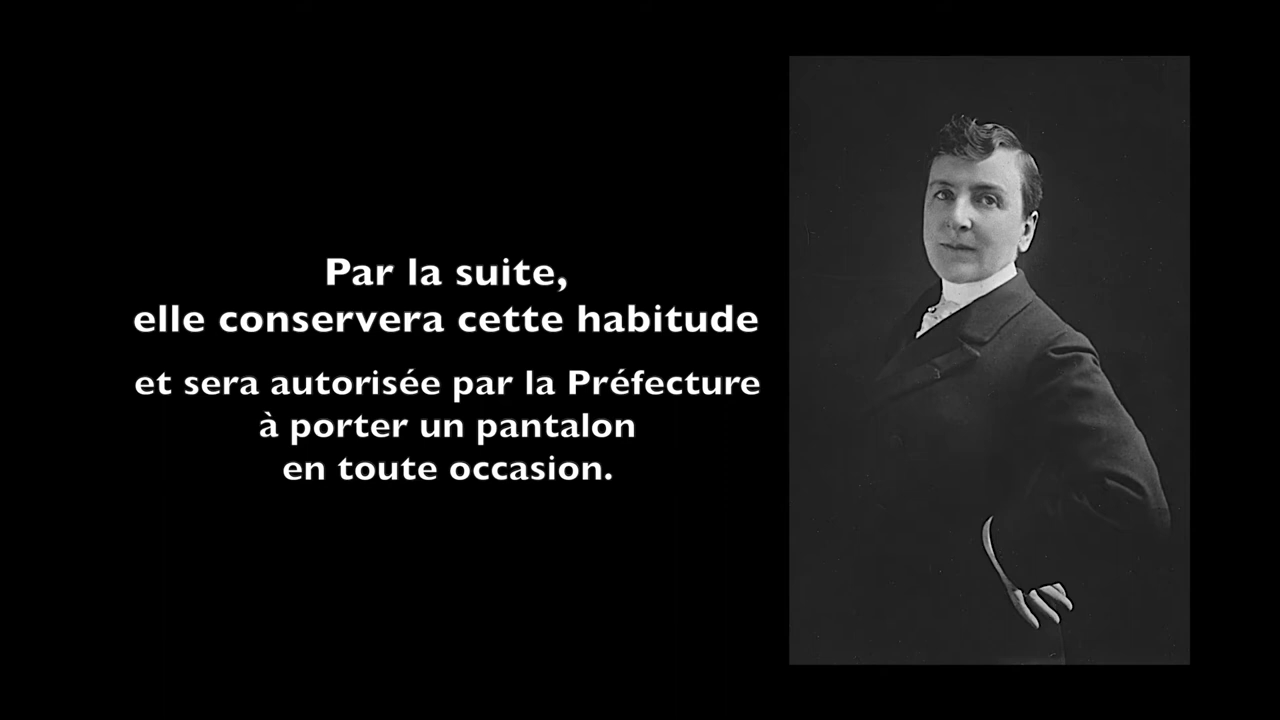 Par la suite,
elle conservera cette habitude
et sera autorisée par la Préfecture
à porter un pantalon
en toute occasion.